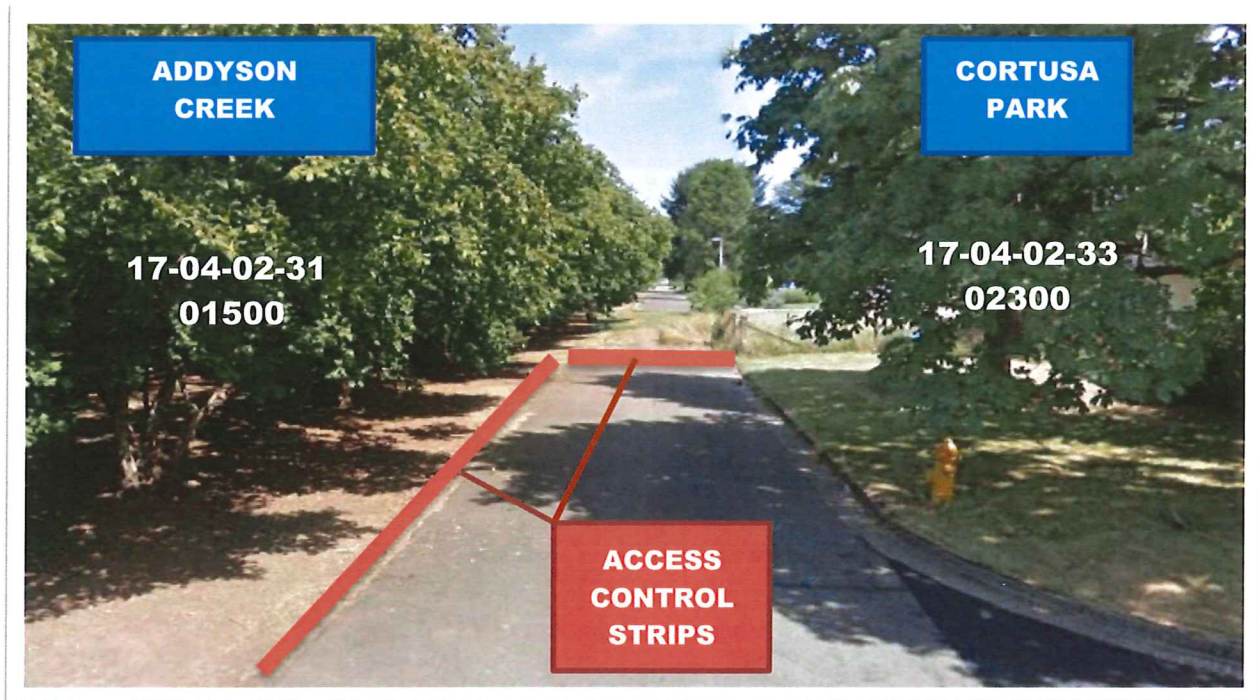 ADDYSON
CREEK
CORTUSA
PARK
17-04-02-31
01500
17-04-02-33
02300
ACCESS
CONTROL
STRIPS